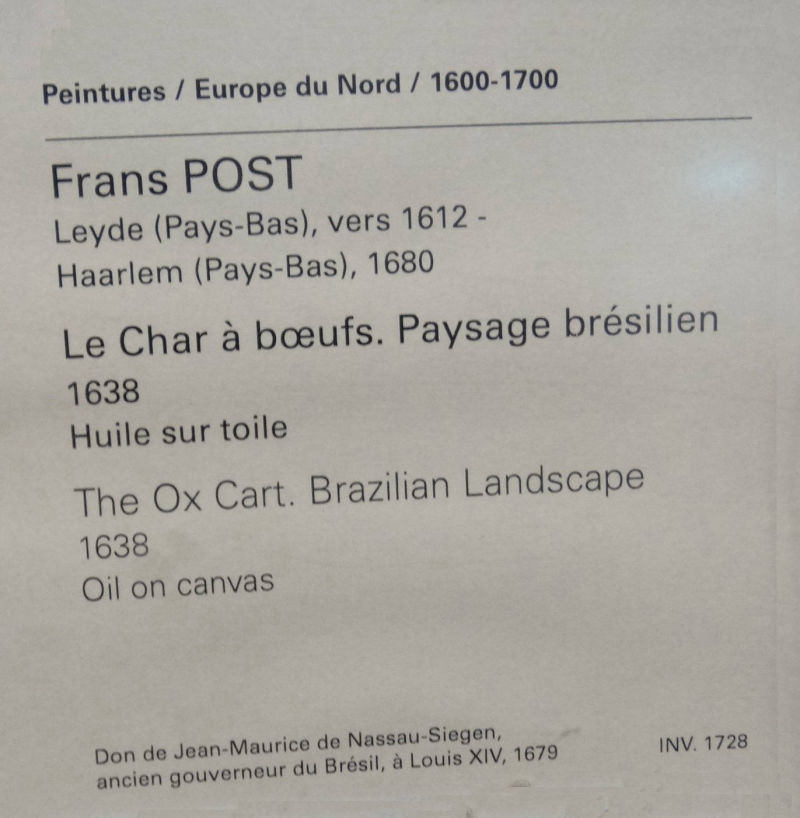 Peintures / Europe du Nord / 1600-1700
Frans POST
Leyde (Pays-Bas), vers 1612 -
Haarlem (Pays-Bas), 1680
Le Char à bœufs. Paysage brésilien
1638
Huile sur toile
The Ox Cart. Brazilian Landscape
1638
Oil on canvas
Don de Jean-Maurice de Nassau-Siegen,
ancien gouverneur du Brésil, à Louis XIV, 1679
INV. 1728